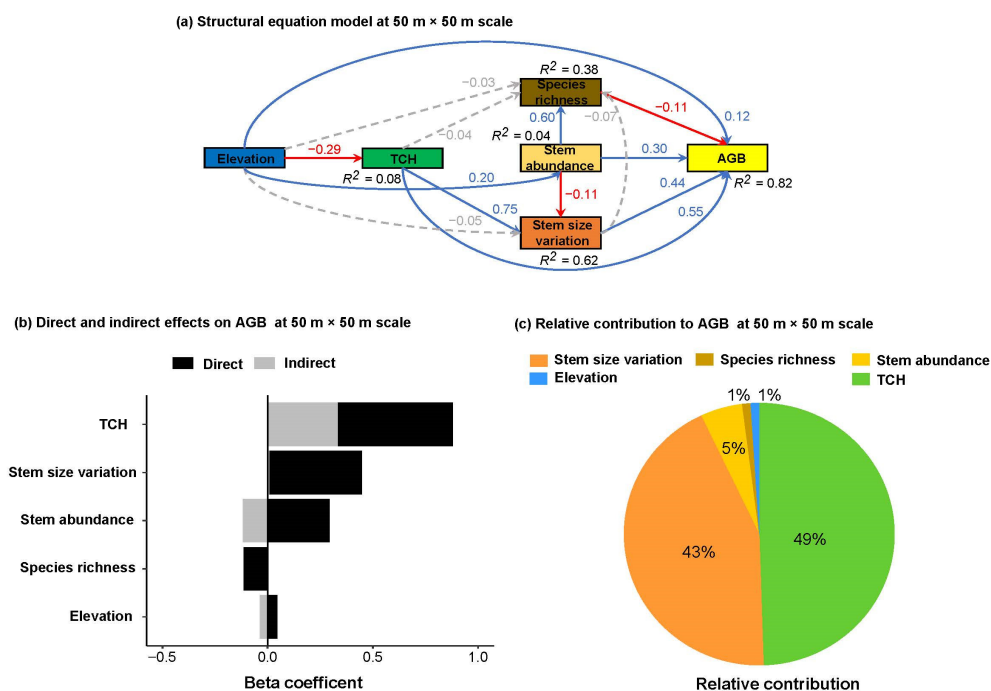 (a) Structural equation model at 50 m × 50 m scale
R² = 0.38
−0.03
Species
richness
−0.11
0.12
0.60
−0.07
−0.04
R² = 0.04
Elevation
−0.29
TCH
Stem
abundance
0.30
AGB
R² = 0.08
0.20
R² = 0.82
−0.11
0.44
0.75
0.55
−0.05
Stem size
variation
R² = 0.62
(b) Direct and indirect effects on AGB at 50 m × 50 m scale
Direct
Indirect
TCH
Stem size variation
Stem abundance
Species richness
Elevation
−0.5
0.0
0.5
1.0
Beta coefficent
(c) Relative contribution to AGB at 50 m × 50 m scale
Stem size variation
Species richness
Stem abundance
Elevation
TCH
1%
1%
5%
43%
49%
Relative contribution